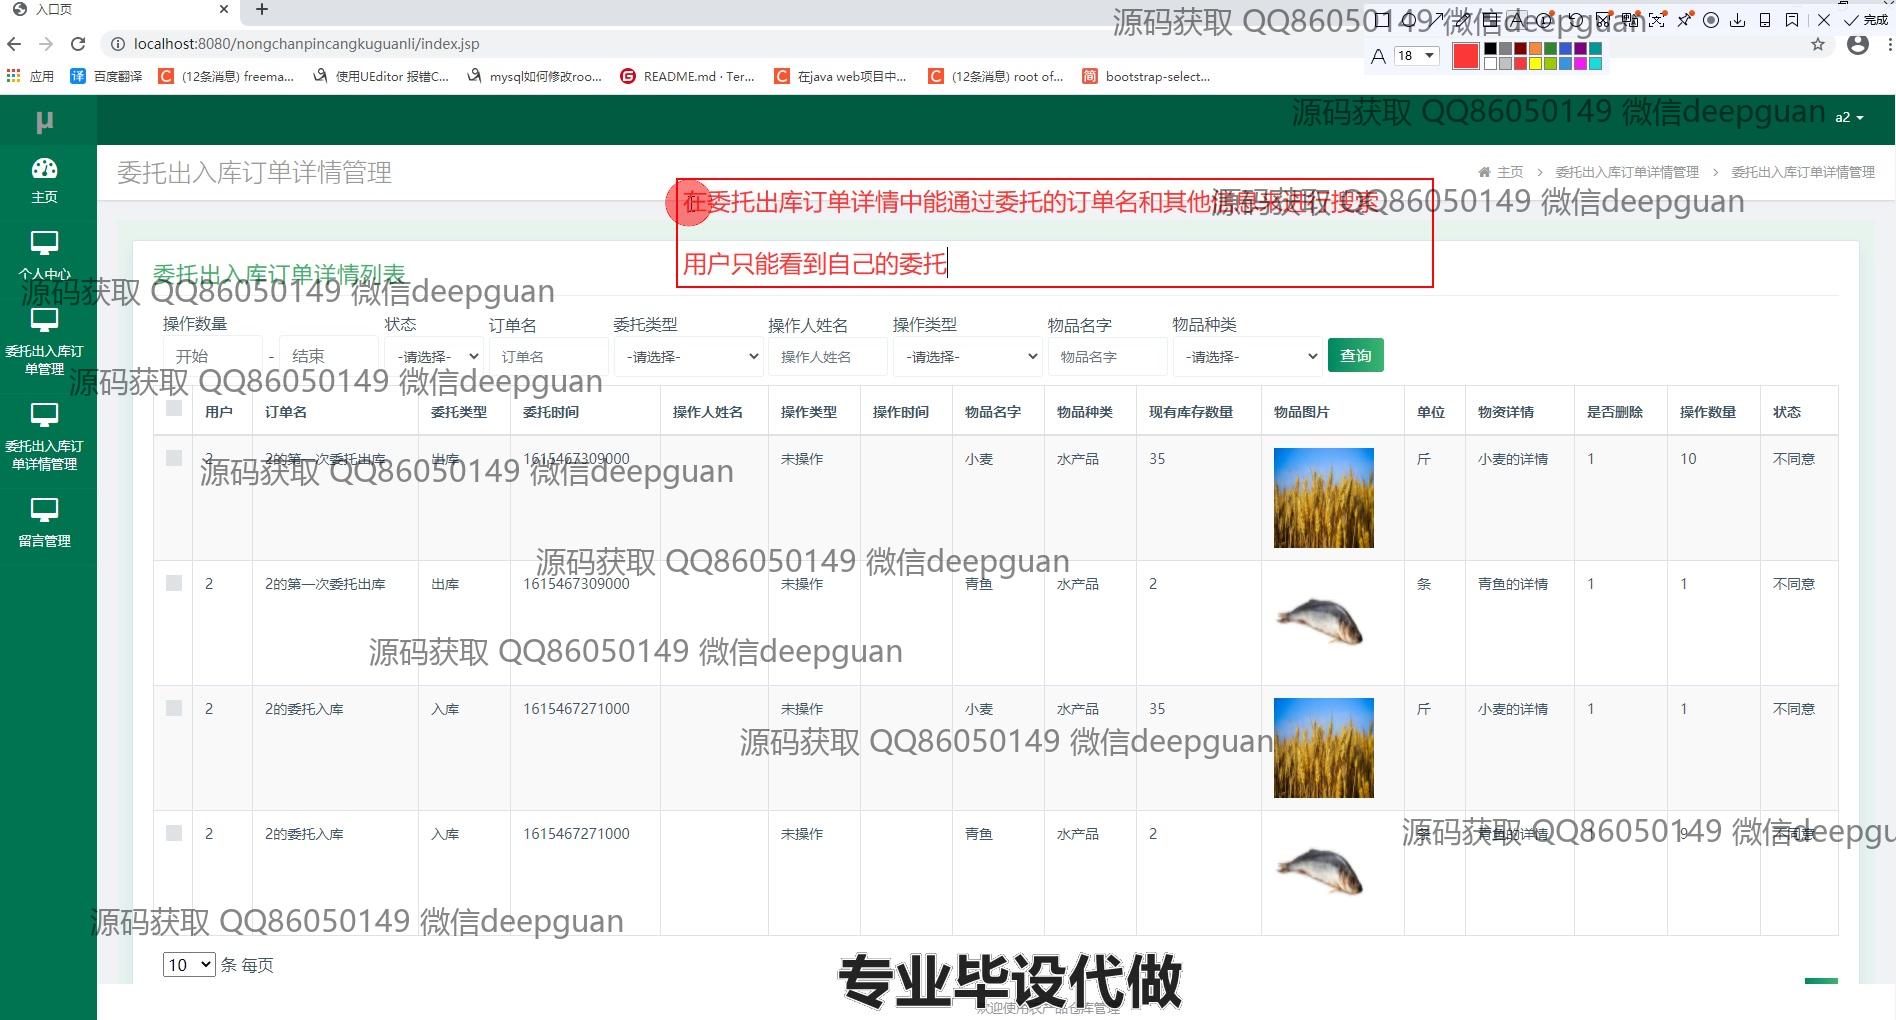 入口页
源码获取 QQ86050149 微信deepguan
完成
localhost:8080/nongchanpincangkuguanli/index.jsp
A 18
应用 百度翻译 (12条消息) freema... 使用UEditor 报错C... mysql如何修改roo... README.md · Ter... 在java web项目中... (12条消息) root of... bootstrap-select...
μ
源码获取 QQ86050149 微信deepguan
a2
主页
个人中心
委托出入库订
单管理
委托出入库订
单详情管理
留言管理
委托出入库订单详情管理
主页 > 委托出入库订单详情管理 > 委托出入库订单详情管理
在委托出库订单详情中能通过委托的订单名和其他信息来进行搜索
源码获取 QQ86050149 微信deepguan
用户只能看到自己的委托
委托出入库订单详情列表
源码获取 QQ86050149 微信deepguan
操作数量 状态 订单名 委托类型 操作人姓名 操作类型 物品名字 物品种类
开始 - 结束 -请选择- 订单名 -请选择- 操作人姓名 -请选择- 物品名字 -请选择- 查询
源码获取 QQ86050149 微信deepguan
用户 订单名 委托类型 委托时间 操作人姓名 操作类型 操作时间 物品名字 物品种类 现有库存数量 物品图片 单位 物资详情 是否删除 操作数量 状态
2 2的第一次委托出库 出库 1615467309000 未操作 小麦 水产品 35 斤 小麦的详情 1 10 不同意
源码获取 QQ86050149 微信deepguan
源码获取 QQ86050149 微信deepguan
2 2的第一次委托出库 出库 1615467309000 未操作 青鱼 水产品 2 条 青鱼的详情 1 1 不同意
源码获取 QQ86050149 微信deepguan
2 2的委托入库 入库 1615467271000 未操作 小麦 水产品 35 斤 小麦的详情 1 1 不同意
源码获取 QQ86050149 微信deepguan
2 2的委托入库 入库 1615467271000 未操作 青鱼 水产品 2 条 青鱼的详情 1 9 不同意
源码获取 QQ86050149 微信deepgu
源码获取 QQ86050149 微信deepguan
10 条 每页
专业毕设代做
欢迎使用农产品仓库管理